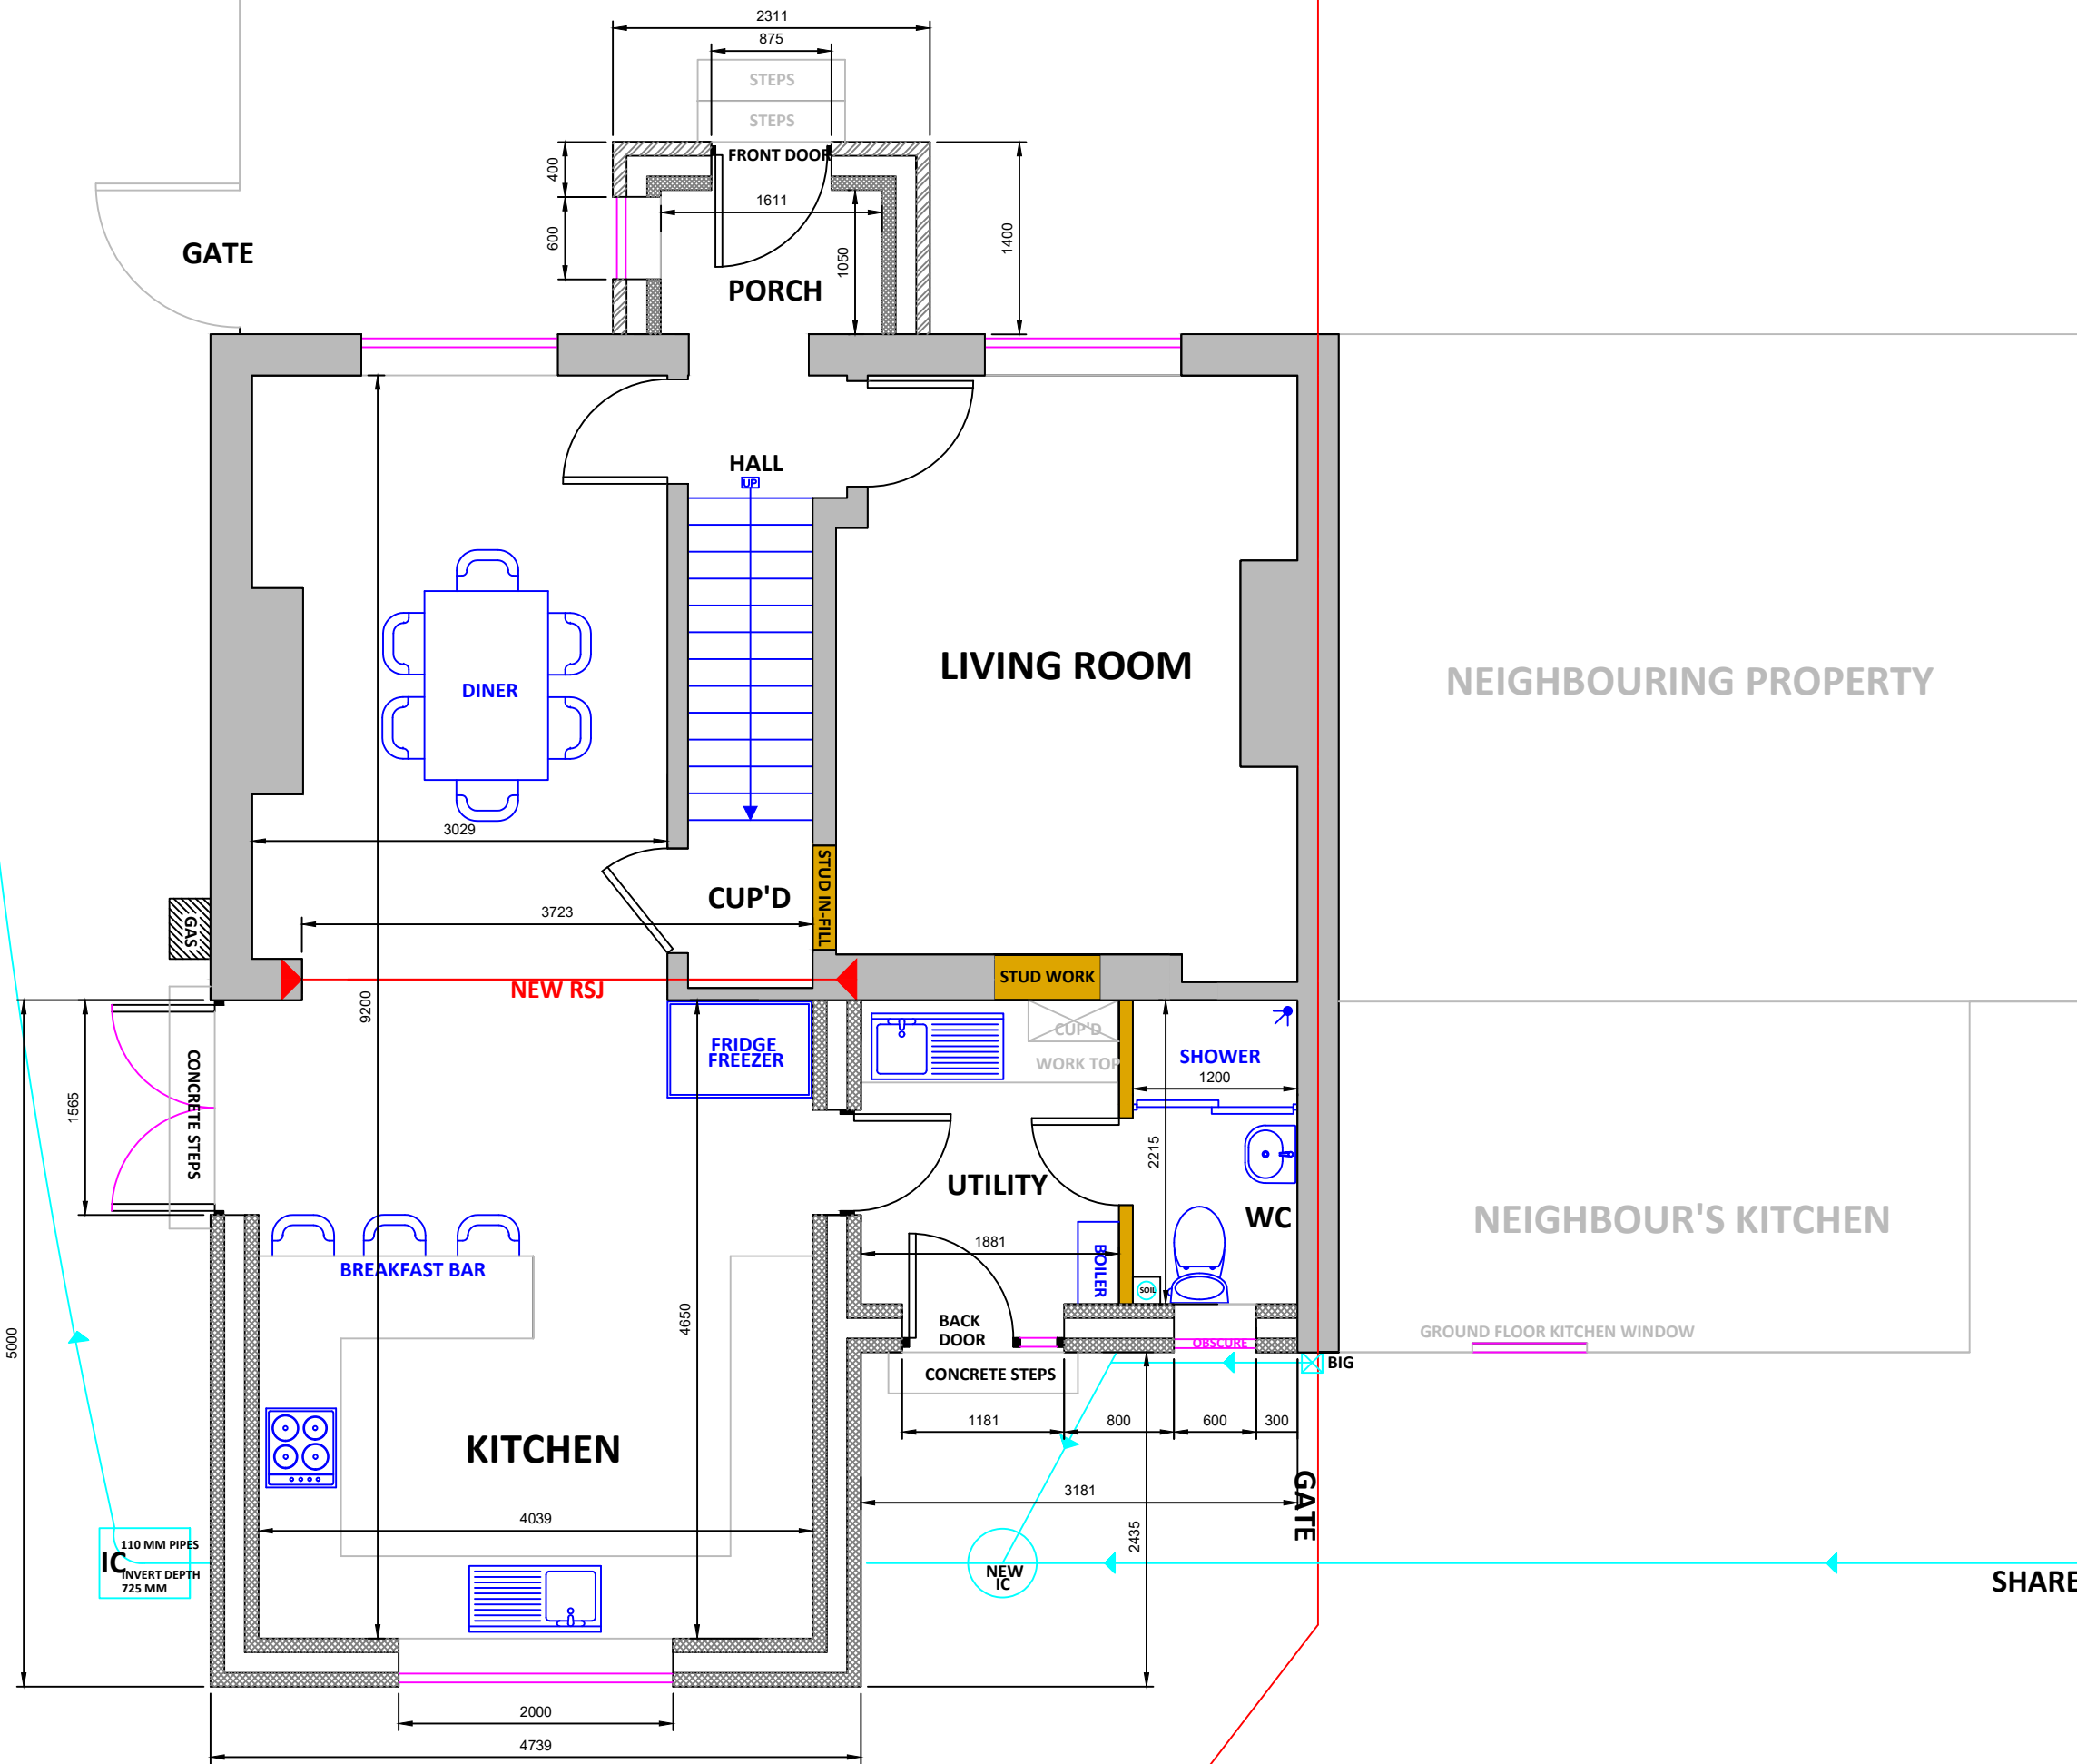 2311
875
STEPS
STEPS
FRONT DOOR
400
600
1611
1050
1400
GATE
PORCH
HALL
UP
LIVING ROOM
NEIGHBOURING PROPERTY
DINER
3029
CUP'D
STUD IN-FILL
3723
GAS
NEW RSJ
STUD WORK
9200
FRIDGE
FREEZER
CUP'D
WORK TOP
SHOWER
1200
CONCRETE STEPS
1565
2215
UTILITY
WC
NEIGHBOUR'S KITCHEN
1881
BOILER
SOIL
BREAKFAST BAR
5000
4650
BACK
DOOR
OBSCURE
GROUND FLOOR KITCHEN WINDOW
BIG
CONCRETE STEPS
1181
800
600
300
KITCHEN
GATE
3181
4039
2435
IC
110 MM PIPES
INVERT DEPTH
725 MM
NEW
IC
SHARE
2000
4739